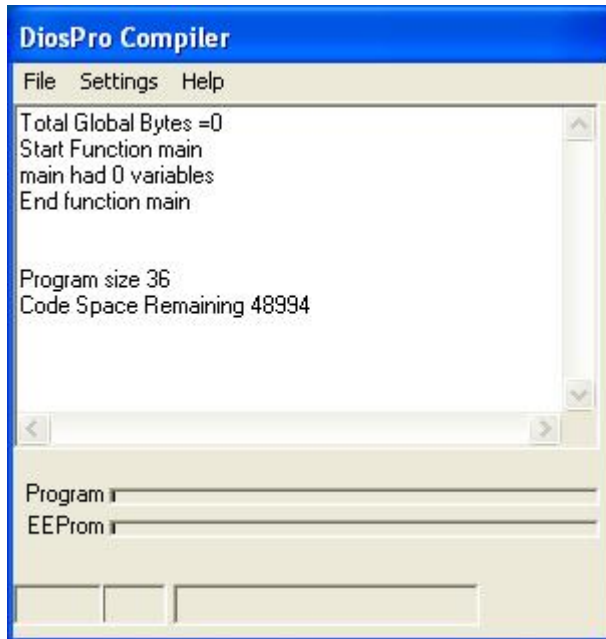 DiosPro Compiler
File Settings Help
Total Global Bytes =0
Start Function main
main had 0 variables
End function main
Program size 36
Code Space Remaining 48994
Program
EEProm